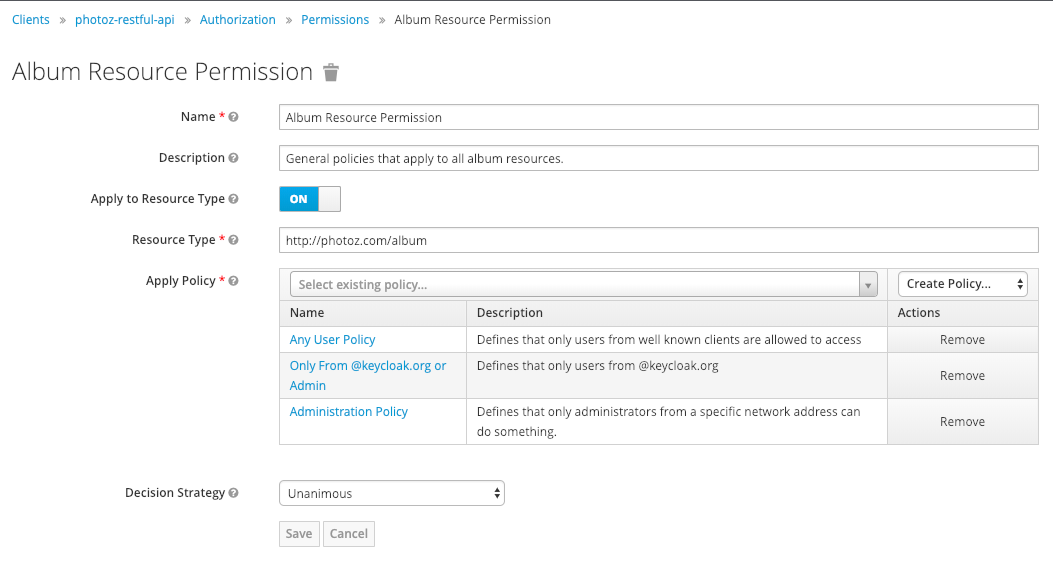 Clients » photoz-restful-api » Authorization » Permissions » Album Resource Permission
Album Resource Permission
Name * Album Resource Permission
Description General policies that apply to all album resources.
Apply to Resource Type ON
Resource Type * http://photoz.com/album
Apply Policy * Select existing policy... Create Policy...
Name Description Actions
Any User Policy Defines that only users from well known clients are allowed to access Remove
Only From @keycloak.org or Defines that only users from @keycloak.org
Admin Remove
Administration Policy Defines that only administrators from a specific network address can
do something. Remove
Decision Strategy Unanimous
Save Cancel